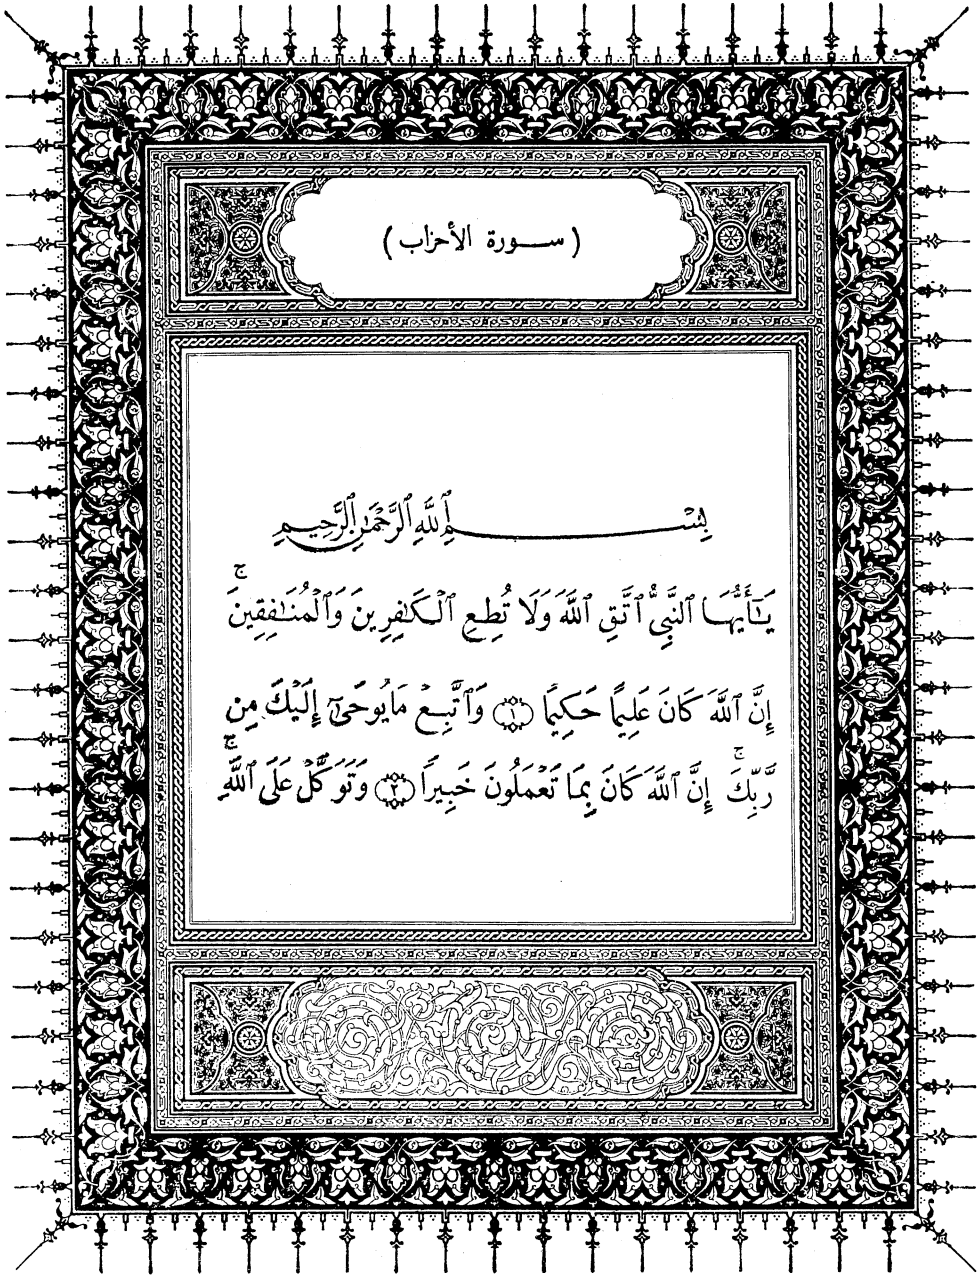 ( سورة الأحزاب )
بِسْمِ ٱللَّهِ ٱلرَّحْمَٰنِ ٱلرَّحِيمِ
يَٰٓأَيُّهَا ٱلنَّبِىُّ ٱتَّقِ ٱللَّهَ وَلَا تُطِعِ ٱلْكَٰفِرِينَ وَٱلْمُنَٰفِقِينَ ۚ
إِنَّ ٱللَّهَ كَانَ عَلِيمًا حَكِيمًا ١ وَٱتَّبِعْ مَا يُوحَىٰٓ إِلَيْكَ مِن
رَّبِّكَ ۚ إِنَّ ٱللَّهَ كَانَ بِمَا تَعْمَلُونَ خَبِيرًا ٢ وَتَوَكَّلْ عَلَى ٱللَّهِ ۚ